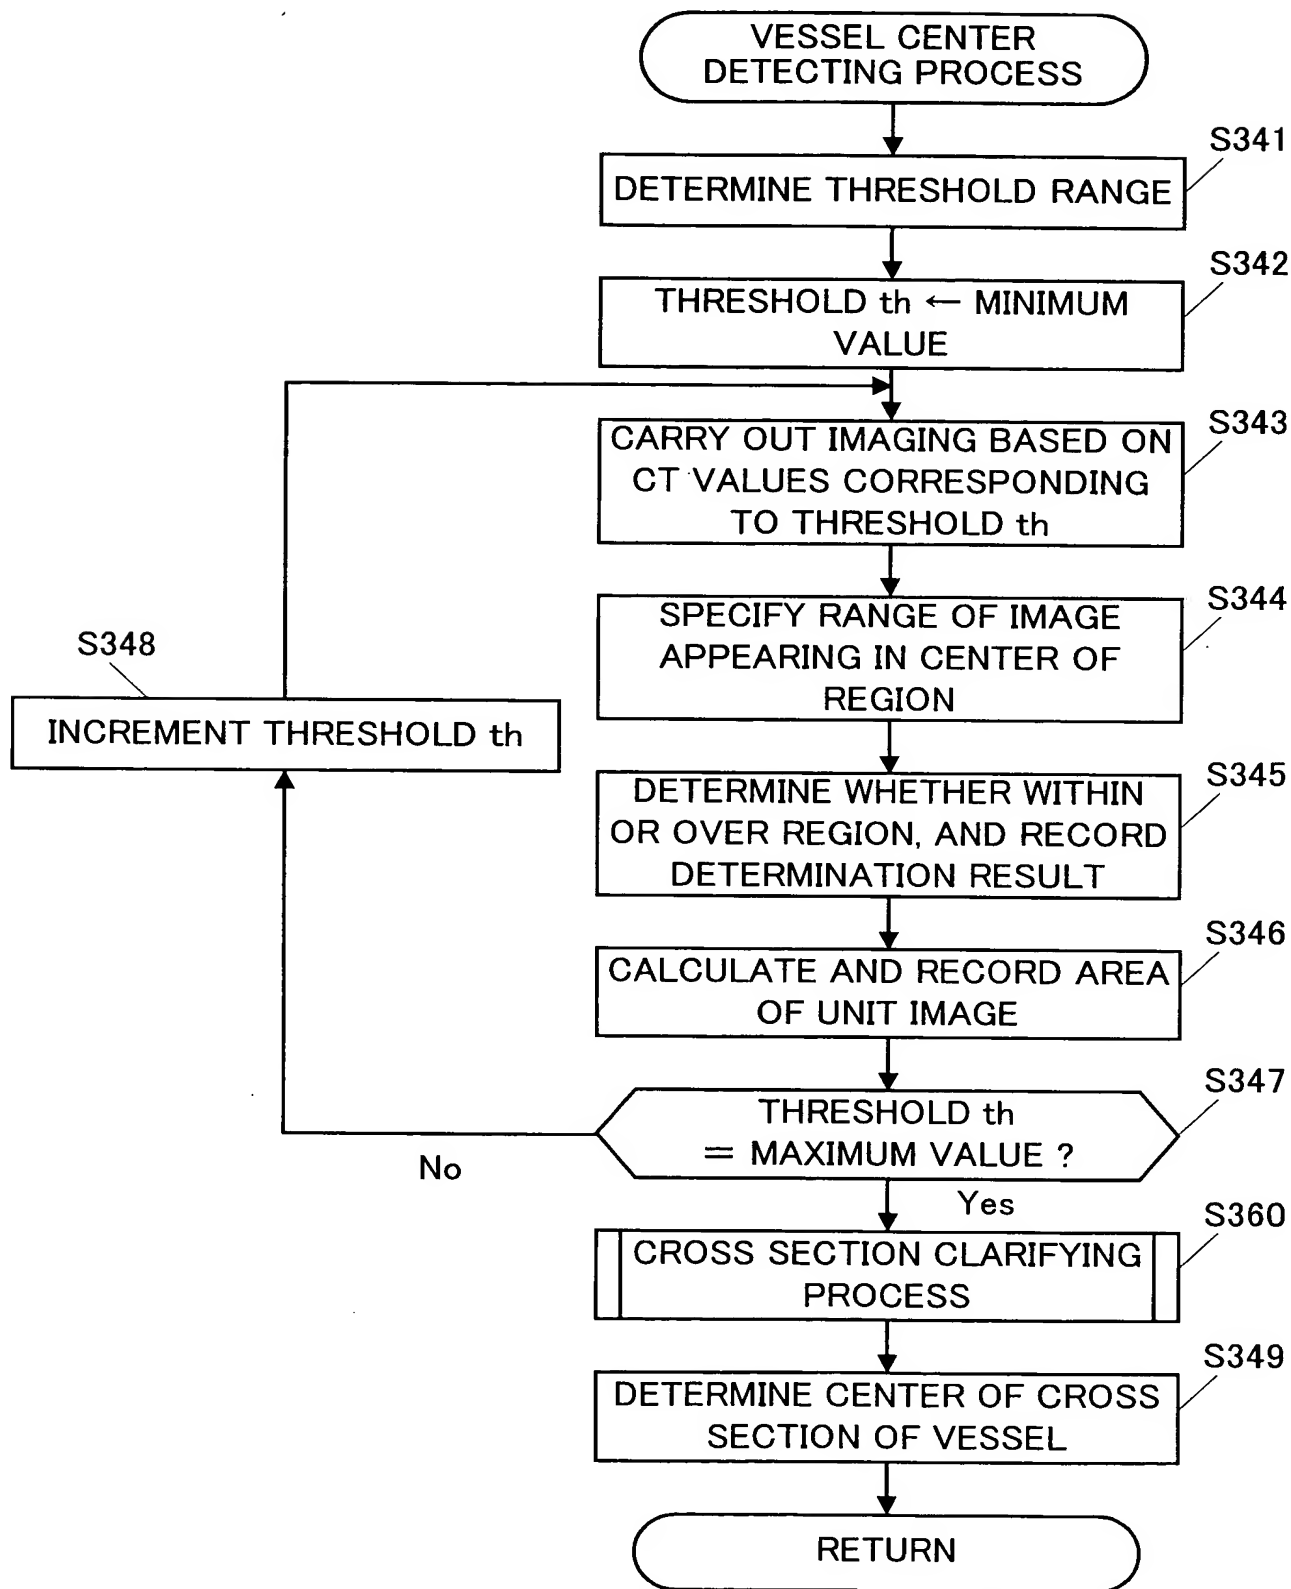 VESSEL CENTER
DETECTING PROCESS
S341
DETERMINE THRESHOLD RANGE
S342
THRESHOLD th ← MINIMUM
VALUE
S343
CARRY OUT IMAGING BASED ON
CT VALUES CORRESPONDING
TO THRESHOLD th
S344
SPECIFY RANGE OF IMAGE
APPEARING IN CENTER OF
REGION
S348
INCREMENT THRESHOLD th
S345
DETERMINE WHETHER WITHIN
OR OVER REGION, AND RECORD
DETERMINATION RESULT
S346
CALCULATE AND RECORD AREA
OF UNIT IMAGE
S347
THRESHOLD th
= MAXIMUM VALUE ?
No
Yes
S360
CROSS SECTION CLARIFYING
PROCESS
S349
DETERMINE CENTER OF CROSS
SECTION OF VESSEL
RETURN